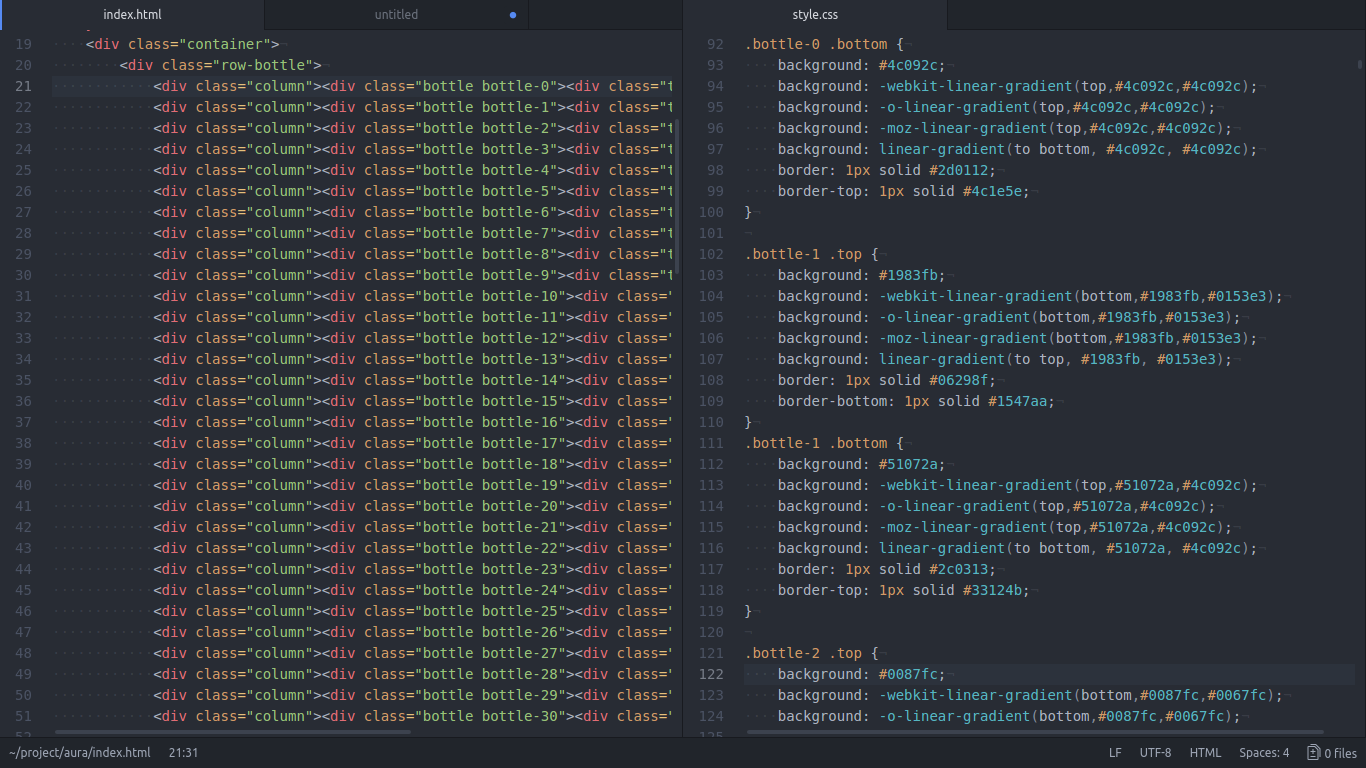 index.html
untitled
19 <div class="container">
20 <div class="row-bottle">
21 <div class="column"><div class="bottle bottle-0"><div class="t
22 <div class="column"><div class="bottle bottle-1"><div class="t
23 <div class="column"><div class="bottle bottle-2"><div class="t
24 <div class="column"><div class="bottle bottle-3"><div class="t
25 <div class="column"><div class="bottle bottle-4"><div class="t
26 <div class="column"><div class="bottle bottle-5"><div class="t
27 <div class="column"><div class="bottle bottle-6"><div class="t
28 <div class="column"><div class="bottle bottle-7"><div class="t
29 <div class="column"><div class="bottle bottle-8"><div class="t
30 <div class="column"><div class="bottle bottle-9"><div class="t
31 <div class="column"><div class="bottle bottle-10"><div class="
32 <div class="column"><div class="bottle bottle-11"><div class="
33 <div class="column"><div class="bottle bottle-12"><div class="
34 <div class="column"><div class="bottle bottle-13"><div class="
35 <div class="column"><div class="bottle bottle-14"><div class="
36 <div class="column"><div class="bottle bottle-15"><div class="
37 <div class="column"><div class="bottle bottle-16"><div class="
38 <div class="column"><div class="bottle bottle-17"><div class="
39 <div class="column"><div class="bottle bottle-18"><div class="
40 <div class="column"><div class="bottle bottle-19"><div class="
41 <div class="column"><div class="bottle bottle-20"><div class="
42 <div class="column"><div class="bottle bottle-21"><div class="
43 <div class="column"><div class="bottle bottle-22"><div class="
44 <div class="column"><div class="bottle bottle-23"><div class="
45 <div class="column"><div class="bottle bottle-24"><div class="
46 <div class="column"><div class="bottle bottle-25"><div class="
47 <div class="column"><div class="bottle bottle-26"><div class="
48 <div class="column"><div class="bottle bottle-27"><div class="
49 <div class="column"><div class="bottle bottle-28"><div class="
50 <div class="column"><div class="bottle bottle-29"><div class="
51 <div class="column"><div class="bottle bottle-30"><div class="
52
style.css
92 .bottle-0 .bottom {
93 background: #4c092c;
94 background: -webkit-linear-gradient(top,#4c092c,#4c092c);
95 background: -o-linear-gradient(top,#4c092c,#4c092c);
96 background: -moz-linear-gradient(top,#4c092c,#4c092c);
97 background: linear-gradient(to bottom, #4c092c, #4c092c);
98 border: 1px solid #2d0112;
99 border-top: 1px solid #4c1e5e;
100 }
101
102 .bottle-1 .top {
103 background: #1983fb;
104 background: -webkit-linear-gradient(bottom,#1983fb,#0153e3);
105 background: -o-linear-gradient(bottom,#1983fb,#0153e3);
106 background: -moz-linear-gradient(bottom,#1983fb,#0153e3);
107 background: linear-gradient(to top, #1983fb, #0153e3);
108 border: 1px solid #06298f;
109 border-bottom: 1px solid #1547aa;
110 }
111 .bottle-1 .bottom {
112 background: #51072a;
113 background: -webkit-linear-gradient(top,#51072a,#4c092c);
114 background: -o-linear-gradient(top,#51072a,#4c092c);
115 background: -moz-linear-gradient(top,#51072a,#4c092c);
116 background: linear-gradient(to bottom, #51072a, #4c092c);
117 border: 1px solid #2c0313;
118 border-top: 1px solid #33124b;
119 }
120
121 .bottle-2 .top {
122 background: #0087fc;
123 background: -webkit-linear-gradient(bottom,#0087fc,#0067fc);
124 background: -o-linear-gradient(bottom,#0087fc,#0067fc);
125
~/project/aura/index.html 21:31 LF UTF-8 HTML Spaces: 4 0 files